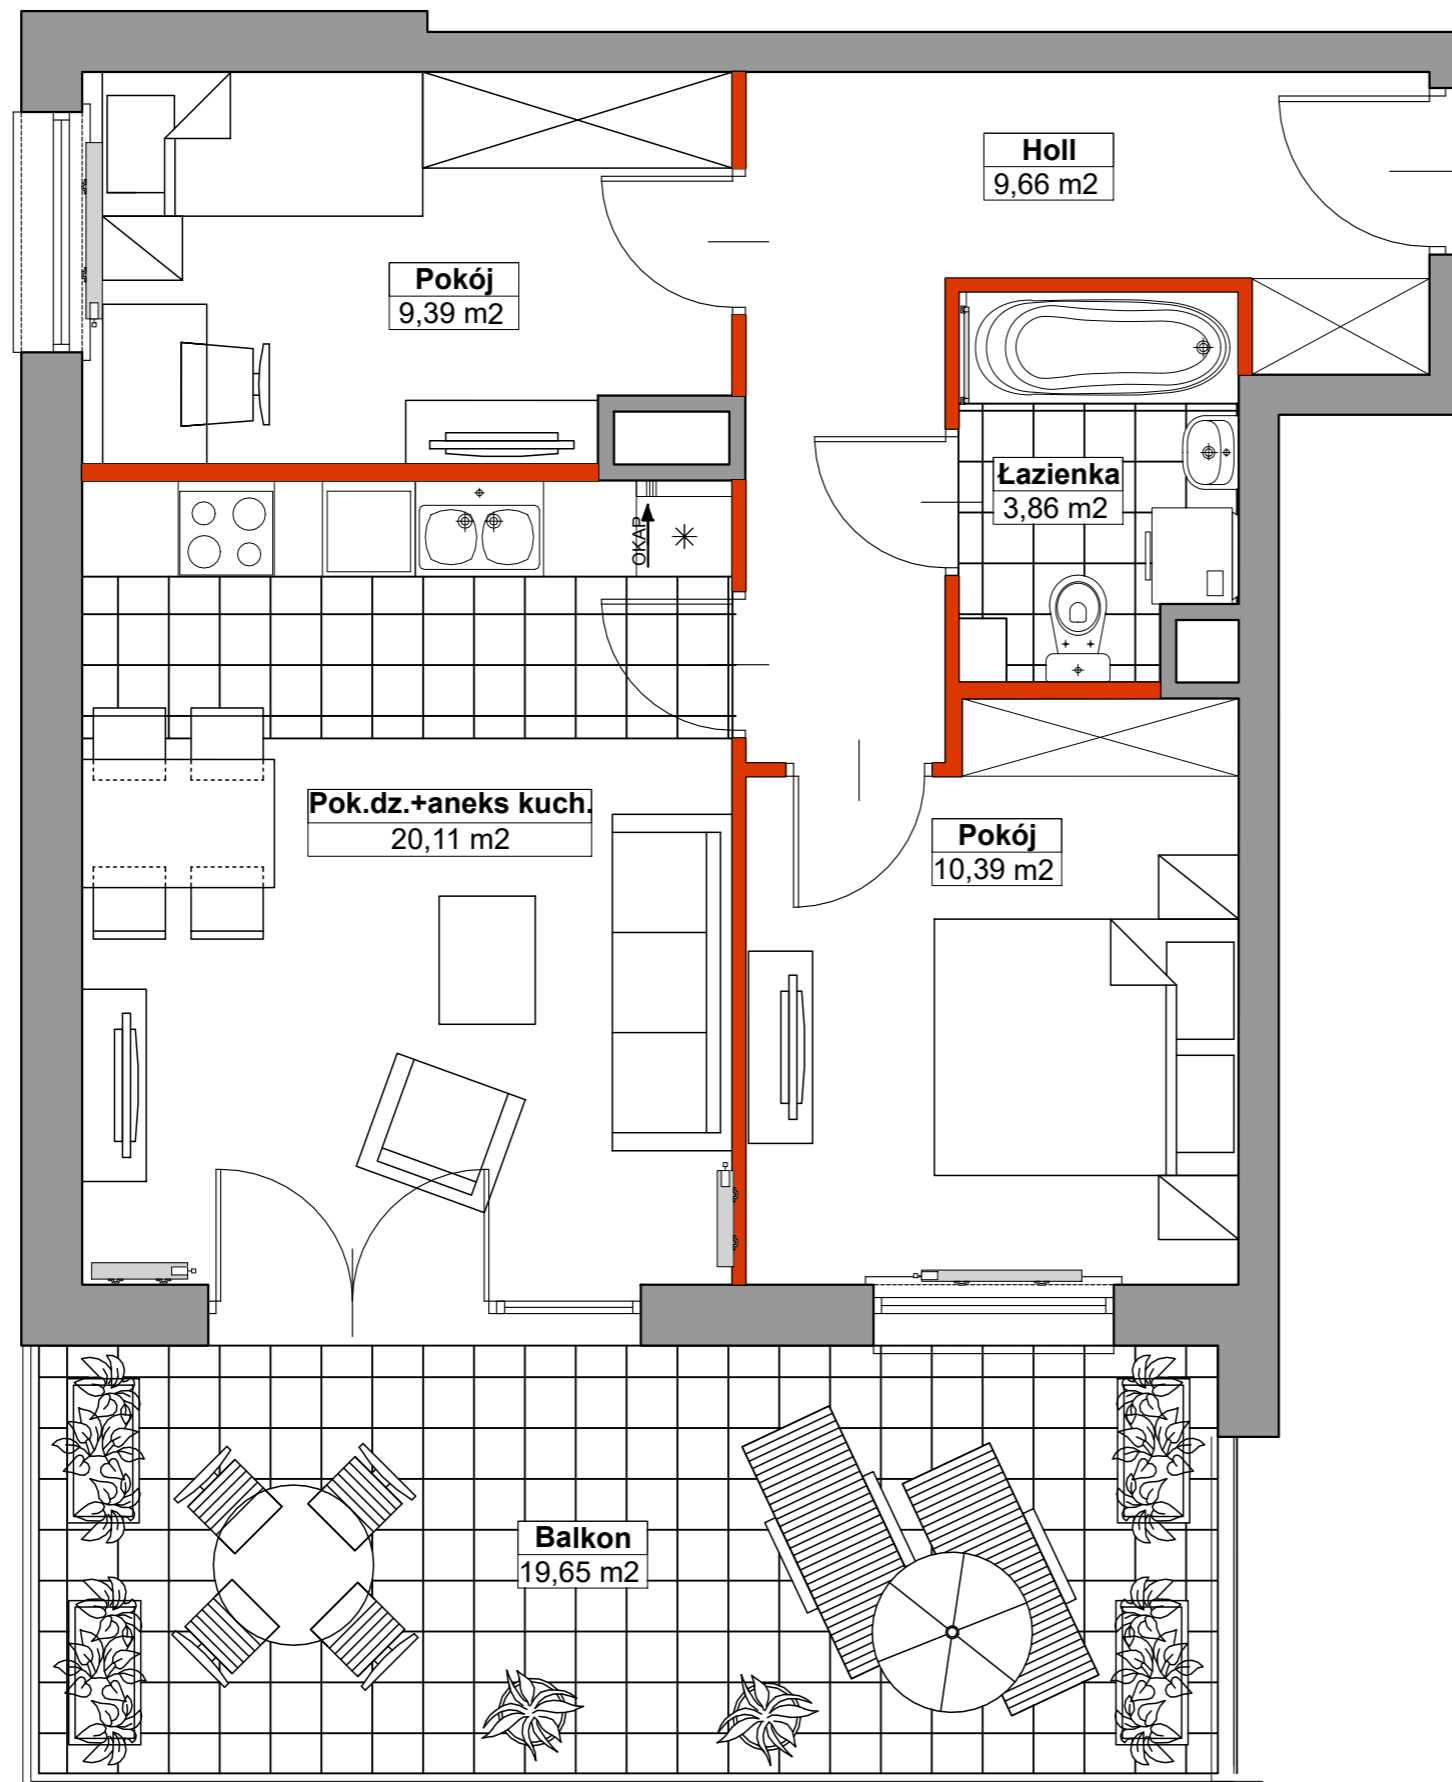 Holl
9,66 m2
Pokój
9,39 m2
Łazienka
3,86 m2
OKAP
Pok.dz.+aneks kuch.
20,11 m2
Pokój
10,39 m2
Balkon
19,65 m2